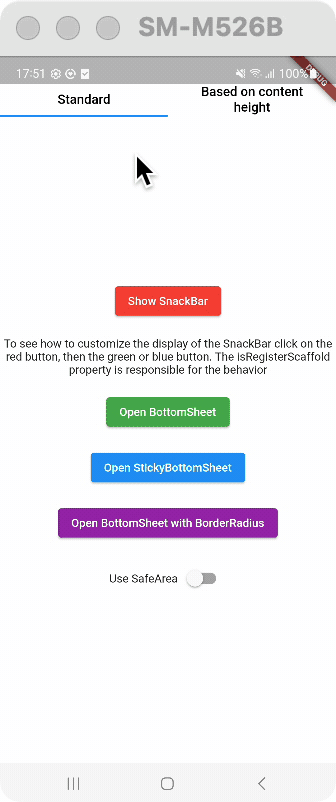 SM-M526B
17:51
100%
DEBUG
Standard
Based on content
height
Show SnackBar
To see how to customize the display of the SnackBar click on the
red button, then the green or blue button. The isRegisterScaffold
property is responsible for the behavior
Open BottomSheet
Open StickyBottomSheet
Open BottomSheet with BorderRadius
Use SafeArea